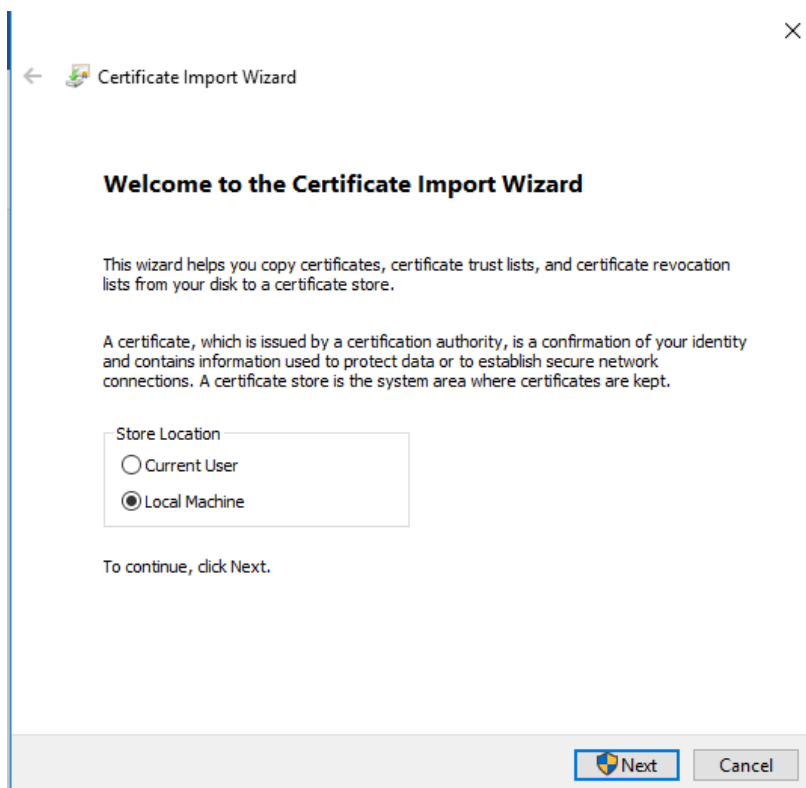 Certificate Import Wizard
Welcome to the Certificate Import Wizard
This wizard helps you copy certificates, certificate trust lists, and certificate revocation
lists from your disk to a certificate store.
A certificate, which is issued by a certification authority, is a confirmation of your identity
and contains information used to protect data or to establish secure network
connections. A certificate store is the system area where certificates are kept.
Store Location
Current User
Local Machine
To continue, click Next.
Next Cancel